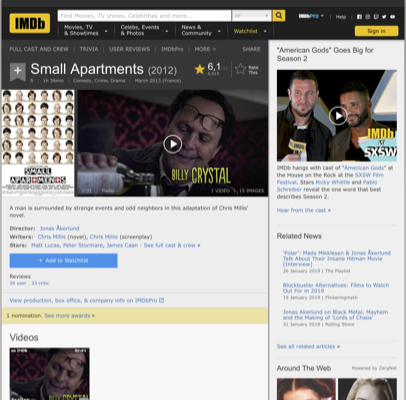 IMDb
Find Movies, TV shows, Celebrities and more...
All
IMDbPro
Help
Movies, TV
& Showtimes
Celebs, Events
& Photos
News &
Community
Watchlist
Sign in
FULL CAST AND CREW | TRIVIA | USER REVIEWS | IMDbPro | MORE
SHARE
+ Small Apartments (2012)
6,1
Rate
This
R | 1h 36min | Comedy, Crime, Drama | March 2013 (France)
SMALL
APARTMENTS
BILLY CRYSTAL
Trailer
1 VIDEO | 15 IMAGES
A man is surrounded by strange events and odd neighbors in this adaptation of Chris Millis'
novel.
Director: Jonas Åkerlund
Writers: Chris Millis (novel), Chris Millis (screenplay)
Stars: Matt Lucas, Peter Stormare, James Caan | See full cast & crew »
+ Add to Watchlist
Reviews
34 user | 33 critic
View production, box office, & company info on IMDbPro
1 nomination. See more awards »
Videos
"American Gods" Goes Big for
Season 2
IMDb
at
SXSW
IMDb hangs with cast of "American Gods" at
the House on the Rock at the SXSW Film
Festival. Stars Ricky Whittle and Pablo
Schreiber reveal the one word that best
describes Season 2.
Hear from the cast »
Related News
'Polar': Mads Mikkelsen & Jonas Åkerlund
Talk About Their Insane Hitman Movie
[Interview]
26 January 2019 | The Playlist
Blockbuster Alternatives: Films to Watch
Out For in 2019
19 January 2019 | Flickeringmyth
Jonas Akerlund on Black Metal, Mayhem
and the Making of 'Lords of Chaos'
31 January 2018 | Rolling Stone
See all related articles »
Around The Web
Powered by ZergNet